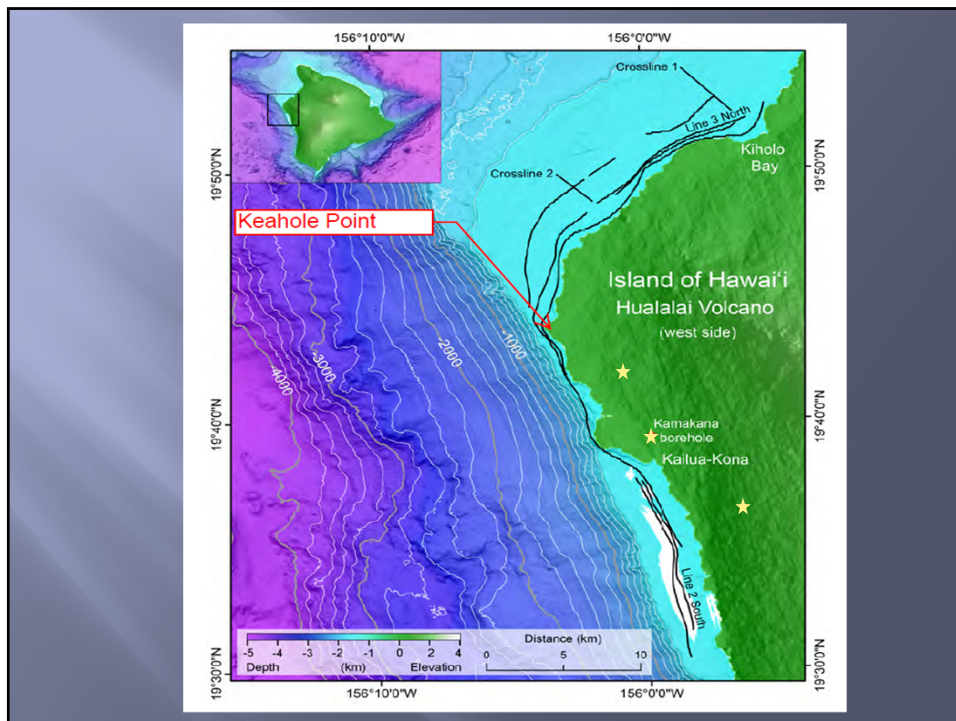 156°10'0"W
156°0'0"W
Crossline 1
Line 3 North
Kiholo
Bay
19°50'0"N
19°50'0"N
Crossline 2
Keahole Point
Island of Hawaiʻi
Hualalai Volcano
(west side)
-1000
-2000
-3000
-4000
19°40'0"N
19°40'0"N
Kamakana
borehole
Kailua-Kona
Line 2 South
-5 -4 -3 -2 -1 0 2 4
Depth (km) Elevation
Distance (km)
0 5 10
19°30'0"N
19°30'0"N
156°10'0"W
156°0'0"W